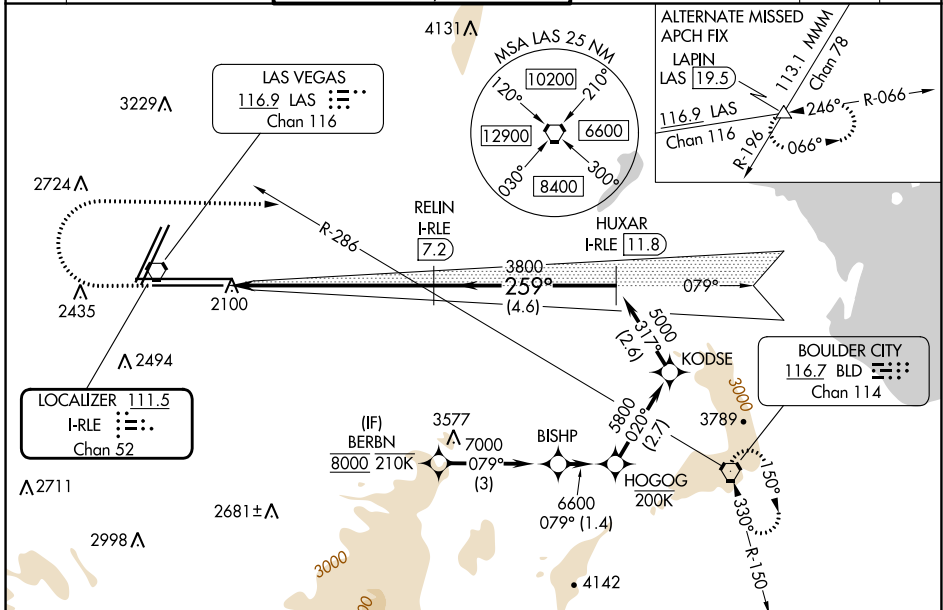 4131
MSA LAS 25 NM
10200
120°
210°
12900
6600
030°
300°
8400
ALTERNATE MISSED
APCH FIX
LAPIN
LAS 19.5
113.1 MMM
Chan 78
116.9 LAS
Chan 116
246°
R-066
066°
R-196
LAS VEGAS
116.9 LAS
Chan 116
3229
2724
R-286
RELIN
I-RLE
7.2
HUXAR
I-RLE 11.8
3800
259°
(4.6)
079°
2435
2100
5000
317°
(2.6)
KODSE
2494
BOULDER CITY
116.7 BLD
Chan 114
LOCALIZER 111.5
I-RLE
Chan 52
3000
3789
(IF)
BERBN
8000 210K
3577
7000
079°
(3)
BISHP
5800
020°
(2.7)
HOGOG
200K
6600
079° (1.4)
150°
330°
R-150
2711
2681±
2998
3000
4142